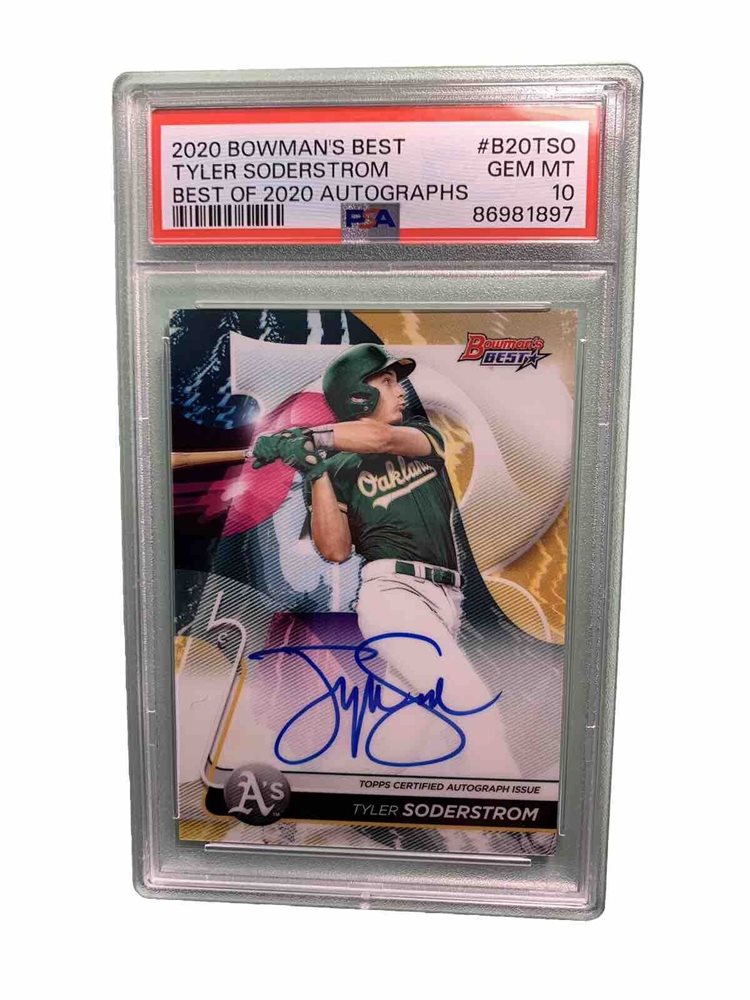 2020 BOWMAN'S BEST #B20TSO
TYLER SODERSTROM GEM MT
BEST OF 2020 AUTOGRAPHS 10
PSA 86981897
Bowman's
BEST
Oakland
C
TOPPS CERTIFIED AUTOGRAPH ISSUE
A's
TM
TYLER SODERSTROM